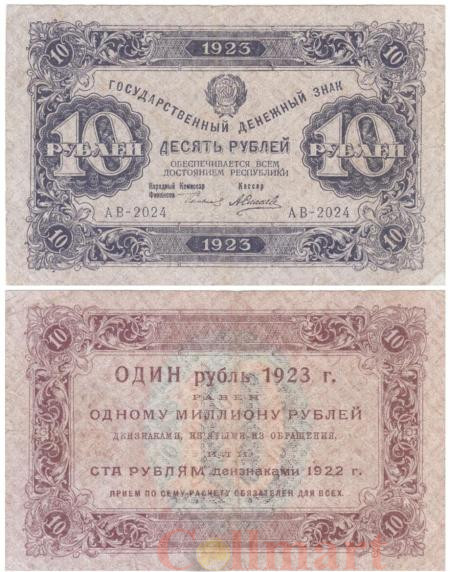 10 1923 10
ГОСУДАРСТВЕННЫЙ ДЕНЕЖНЫЙ ЗНАК
10 РУБЛЕЙ ДЕСЯТЬ РУБЛЕЙ 10 РУБЛЕЙ
ОБЕСПЕЧИВАЕТСЯ ВСЕМ
ДОСТОЯНИЕМ РЕСПУБЛИКИ
Народный Комиссар Кассир
Финансов
АВ-2024 АВ-2024
10 1923 10
10 10
ОДИН рубль 1923 г.
РАВЕН
ОДНОМУ МИЛЛИОНУ РУБЛЕЙ
ДЕНЗНАКАМИ, ИЗ'ЯТЫМИ ИЗ ОБРАЩЕНИЯ,
ИЛИ
СТА РУБЛЯМ дензнаками 1922 г.
ПРИЕМ ПО СЕМУ РАСЧЕТУ ОБЯЗАТЕЛЕН ДЛЯ ВСЕХ.
10 10
Collmart